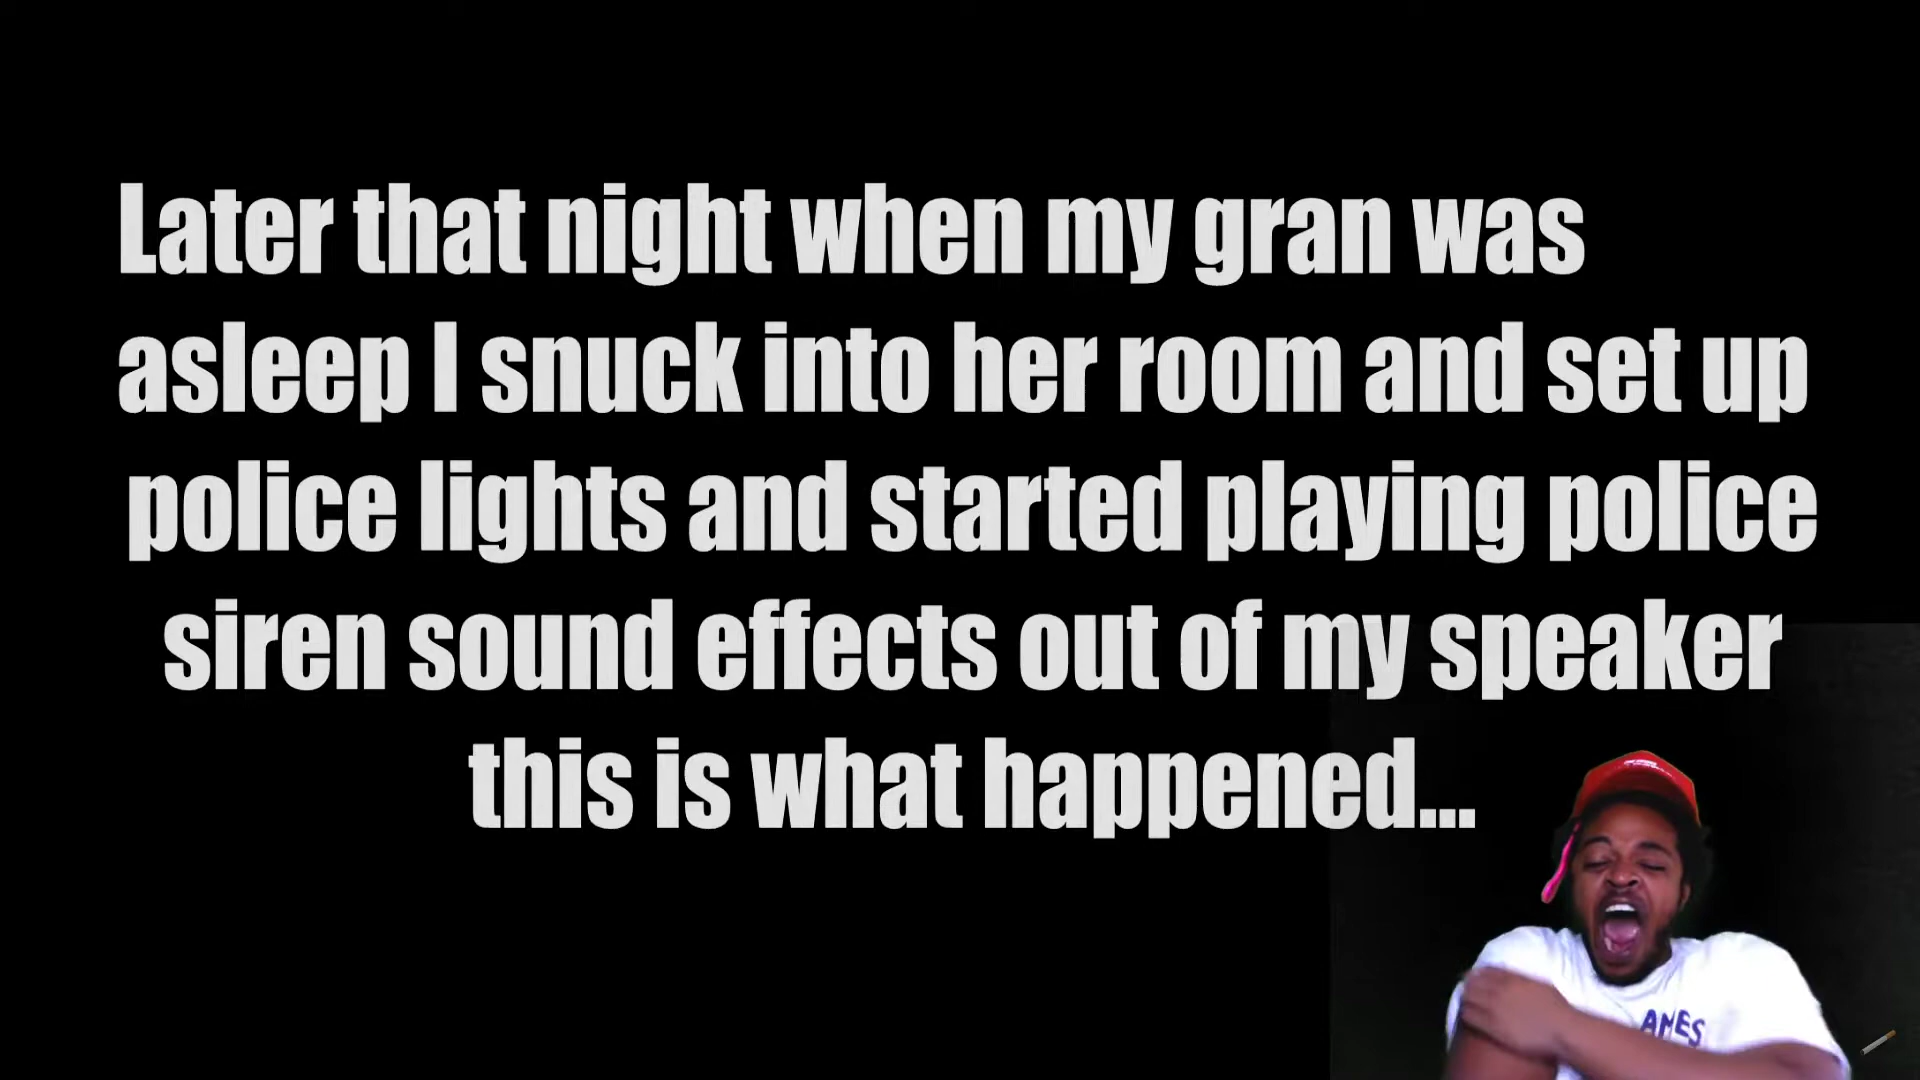 Later that night when my gran was
asleep I snuck into her room and set up
police lights and started playing police
siren sound effects out of my speaker
this is what happened...
AMES